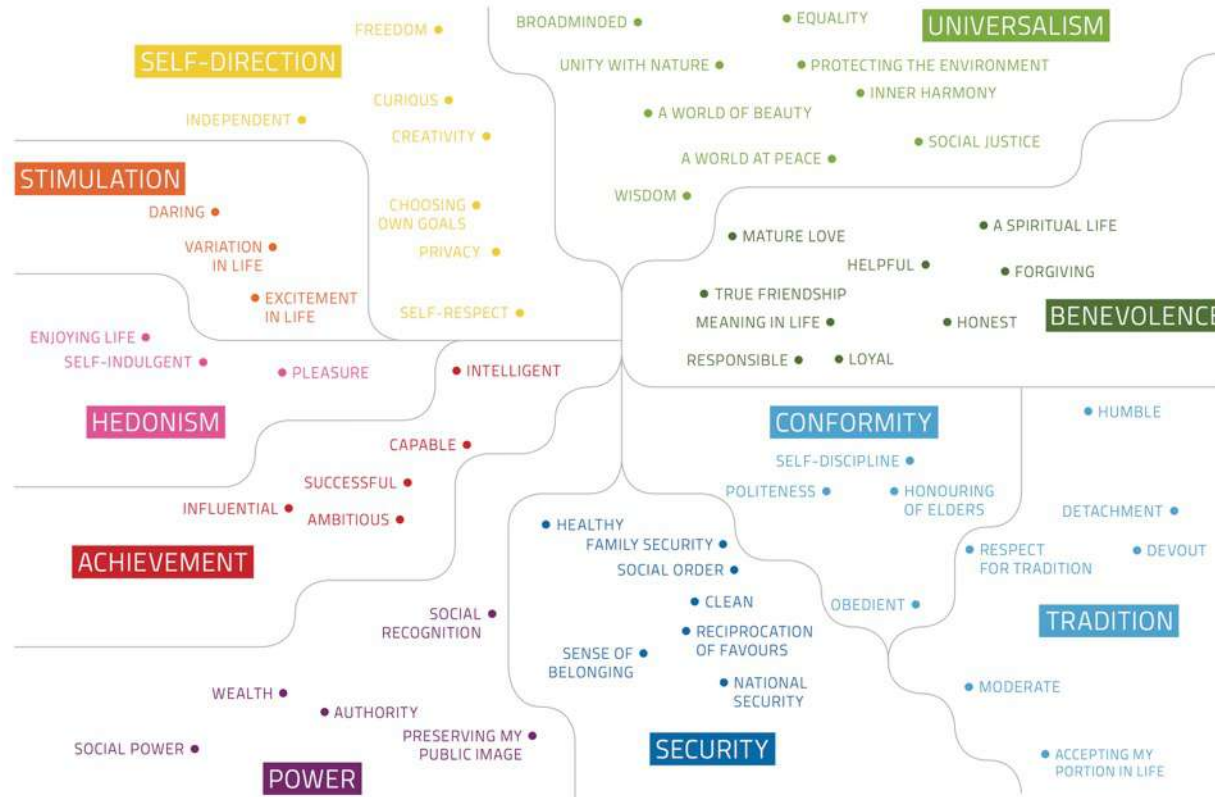 SELF-DIRECTION
FREEDOM
CURIOUS
INDEPENDENT
CREATIVITY
CHOOSING
OWN GOALS
PRIVACY
SELF-RESPECT
UNIVERSALISM
BROADMINDED
EQUALITY
UNITY WITH NATURE
PROTECTING THE ENVIRONMENT
INNER HARMONY
A WORLD OF BEAUTY
SOCIAL JUSTICE
A WORLD AT PEACE
WISDOM
STIMULATION
DARING
VARIATION
IN LIFE
EXCITEMENT
IN LIFE
BENEVOLENCE
A SPIRITUAL LIFE
MATURE LOVE
HELPFUL
FORGIVING
TRUE FRIENDSHIP
MEANING IN LIFE
HONEST
RESPONSIBLE
LOYAL
ENJOYING LIFE
SELF-INDULGENT
PLEASURE
HEDONISM
INTELLIGENT
CAPABLE
SUCCESSFUL
INFLUENTIAL
AMBITIOUS
ACHIEVEMENT
CONFORMITY
SELF-DISCIPLINE
POLITENESS
HONOURING
OF ELDERS
OBEDIENT
HUMBLE
DETACHMENT
RESPECT
FOR TRADITION
DEVOUT
TRADITION
MODERATE
ACCEPTING MY
PORTION IN LIFE
HEALTHY
FAMILY SECURITY
SOCIAL ORDER
CLEAN
RECIPROCATION
OF FAVOURS
SENSE OF
BELONGING
NATIONAL
SECURITY
SECURITY
SOCIAL
RECOGNITION
WEALTH
AUTHORITY
PRESERVING MY
PUBLIC IMAGE
SOCIAL POWER
POWER